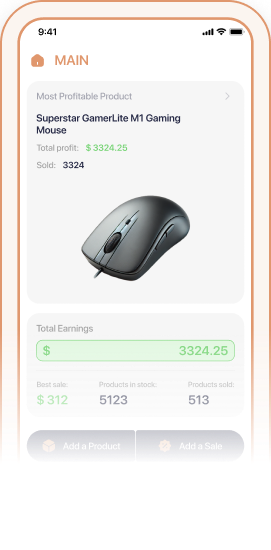 9:41
MAIN
Most Profitable Product
Superstar GamerLite M1 Gaming
Mouse
Total profit: $ 3324.25
Sold: 3324
Total Earnings
$ 3324.25
Best sale: Products in stock: Products sold:
$ 312 5123 513
Add a Product Add a Sale